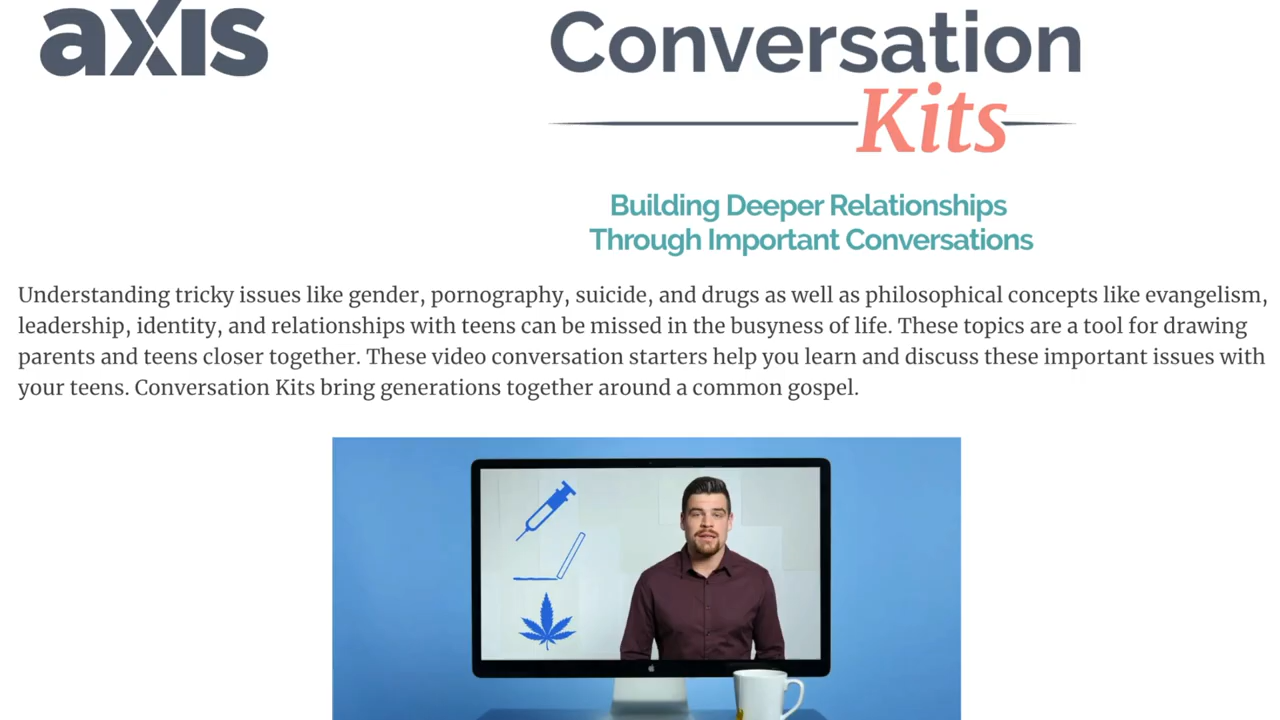 axis
Conversation
Kits
Building Deeper Relationships
Through Important Conversations
Understanding tricky issues like gender, pornography, suicide, and drugs as well as philosophical concepts like evangelism,
leadership, identity, and relationships with teens can be missed in the busyness of life. These topics are a tool for drawing
parents and teens closer together. These video conversation starters help you learn and discuss these important issues with
your teens. Conversation Kits bring generations together around a common gospel.